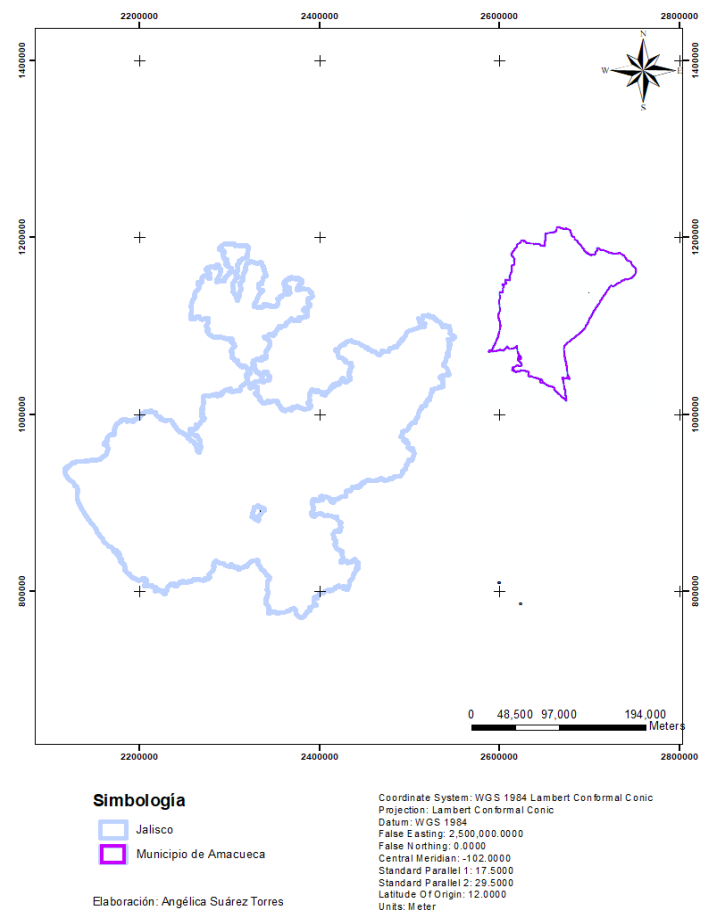 2200000 2400000 2600000 2800000
1400000 1400000
N
W E
S
1200000 1200000
1000000 1000000
800000 800000
0 48,500 97,000 194,000
Meters
2200000 2400000 2600000 2800000
Simbología
Jalisco
Municipio de Amacueca
Elaboración: Angélica Suárez Torres
Coordinate System: WGS 1984 Lambert Conformal Conic
Projection: Lambert Conformal Conic
Datum: WGS 1984
False Easting: 2,500,000.0000
False Northing: 0.0000
Central Meridian: -102.0000
Standard Parallel 1: 17.5000
Standard Parallel 2: 29.5000
Latitude Of Origin: 12.0000
Units: Meter